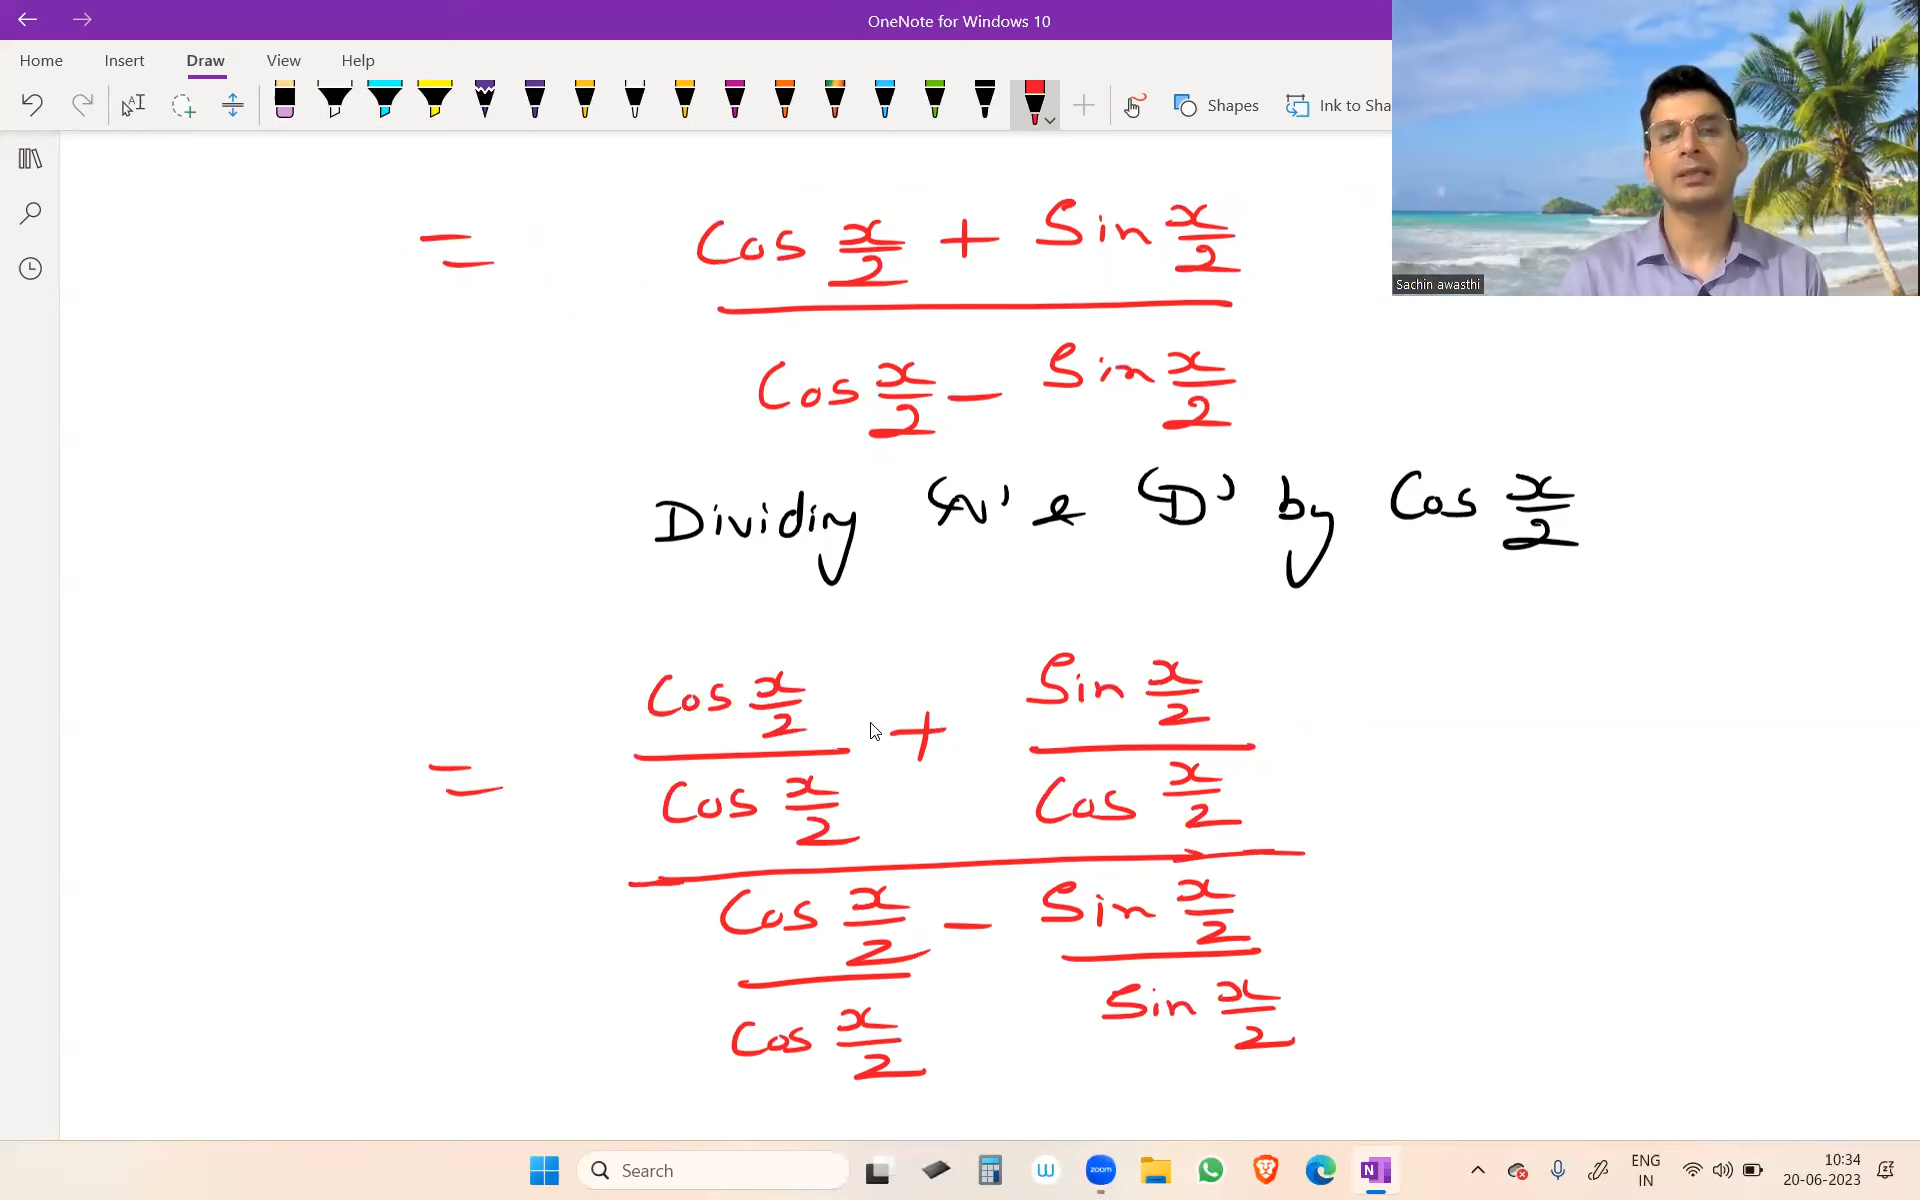 OneNote for Windows 10
Home Insert Draw View Help
Shapes Ink to Sha
Sachin awasthi
= Cos x/2 + Sin x/2
Cos x/2 - Sin x/2
Dividing 'N' & 'D' by Cos x/2
= Cos x/2 + Sin x/2
Cos x/2 Cos x/2
Cos x/2 - Sin x/2
Cos x/2 Sin x/2
Search
zoom
ENG
IN
10:34
20-06-2023